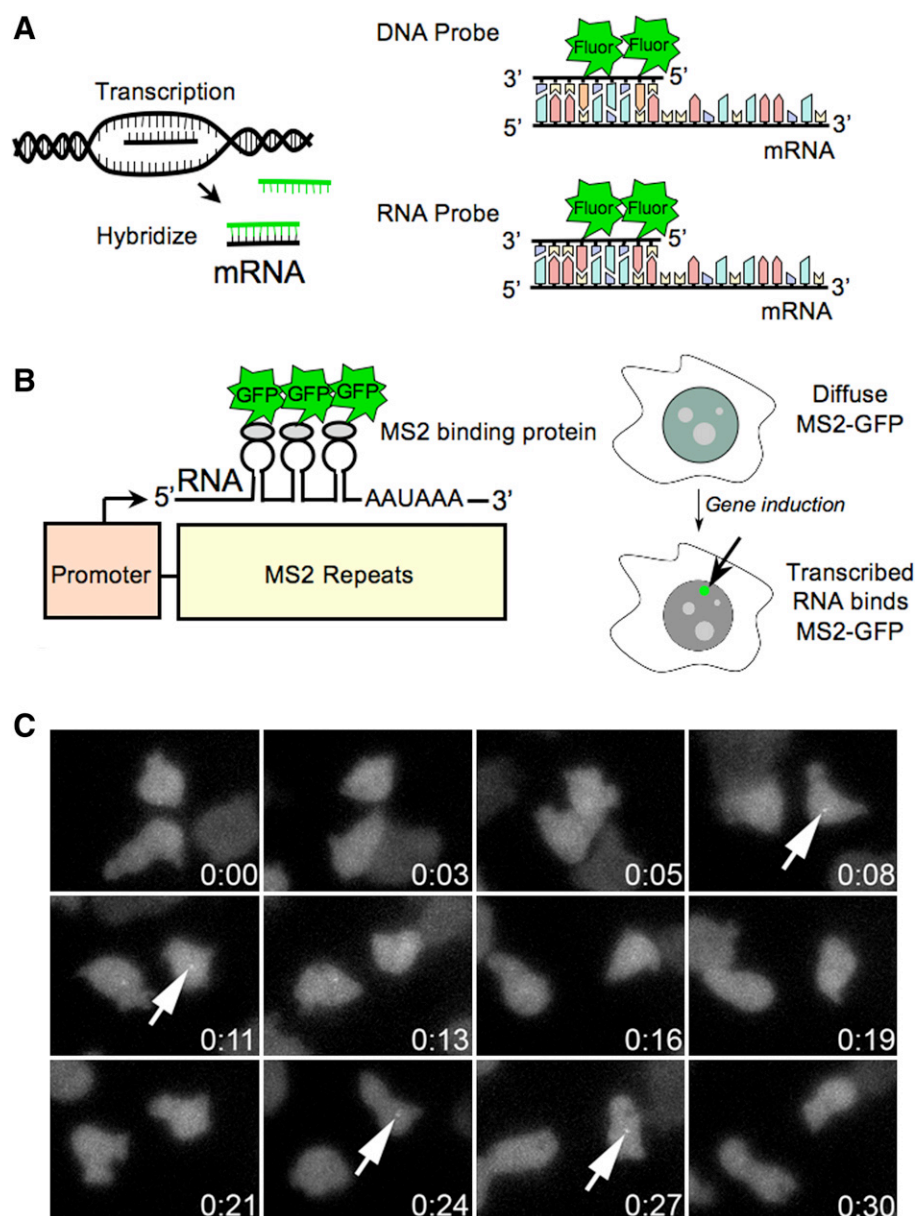 A
Transcription
Hybridize
mRNA
DNA Probe
Fluor Fluor
3’ 5’
5’ 3’
mRNA
RNA Probe
Fluor Fluor
3’ 5’
5’ 3’
mRNA
B
GFP GFP GFP
MS2 binding protein
5’ RNA AAUAAA 3’
Promoter
MS2 Repeats
Diffuse
MS2-GFP
Gene induction
Transcribed
RNA binds
MS2-GFP
C
0:00 0:03 0:05 0:08
0:11 0:13 0:16 0:19
0:21 0:24 0:27 0:30